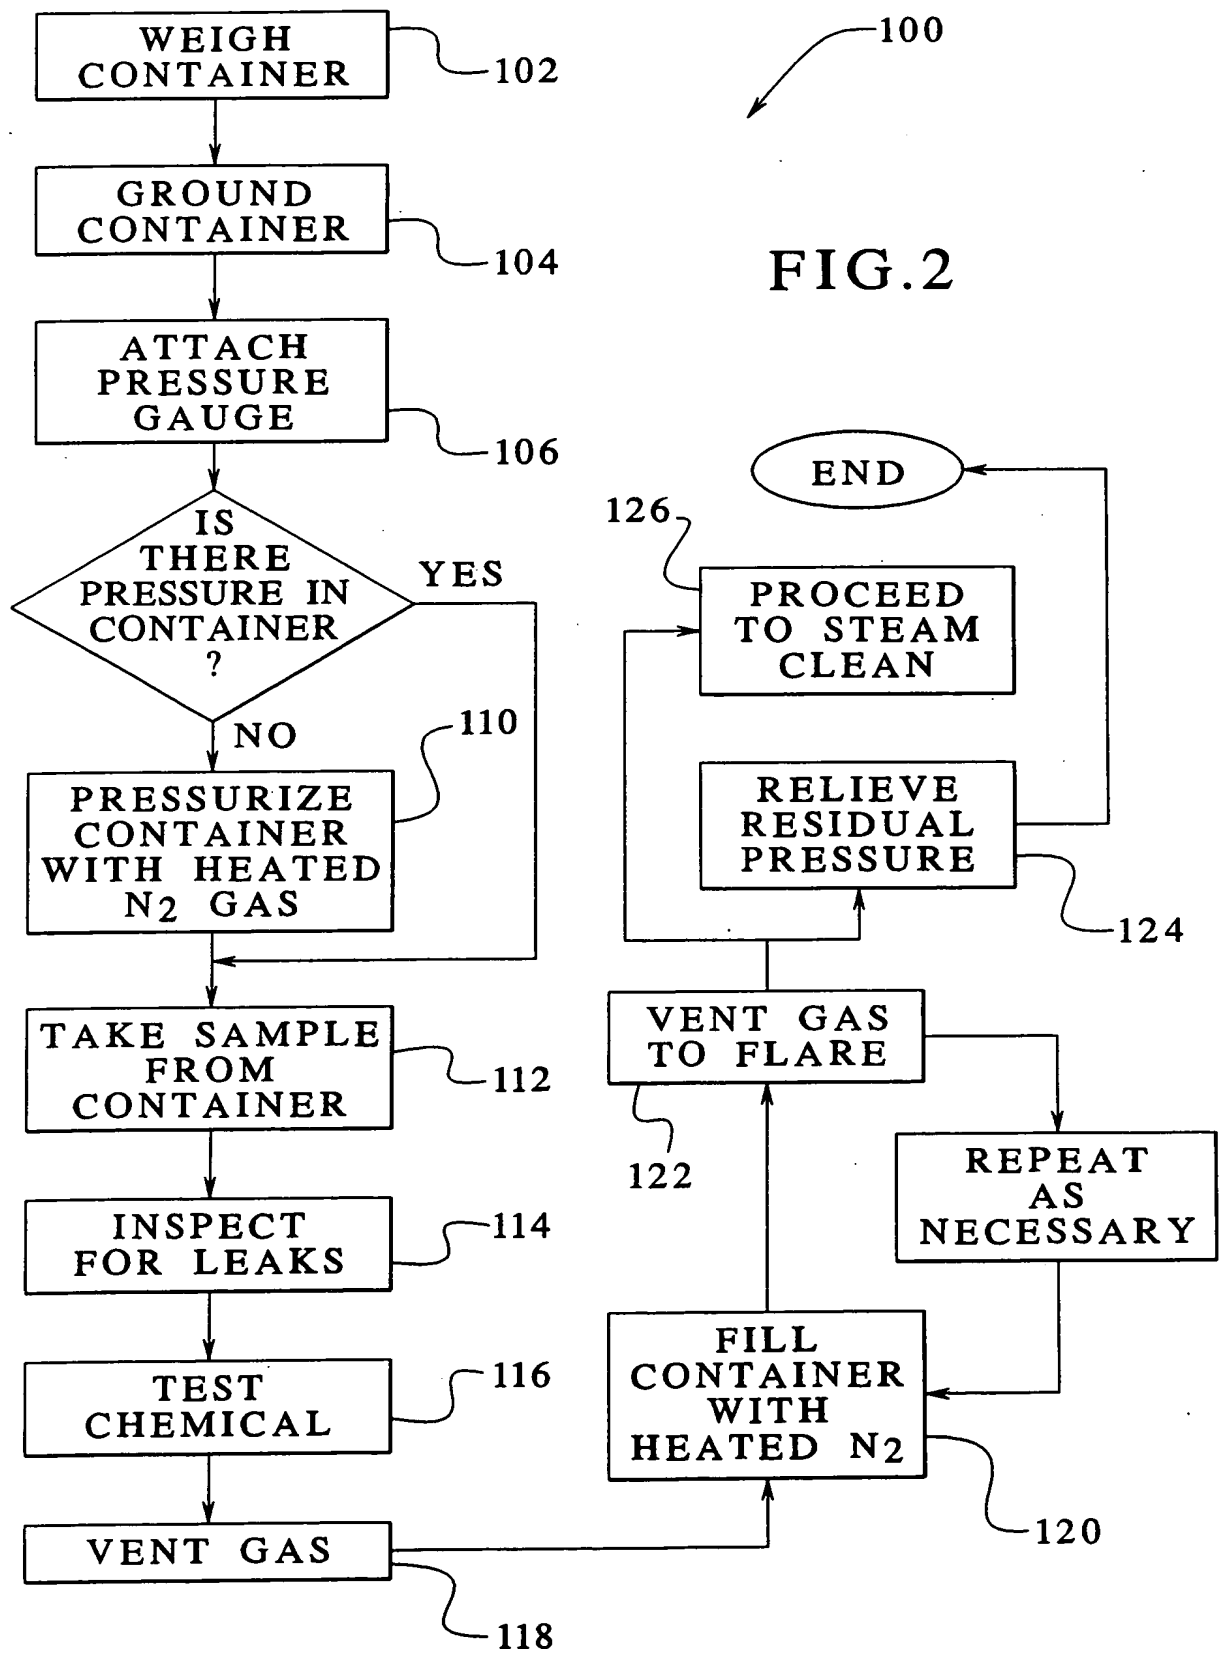 WEIGH
CONTAINER
102
100
GROUND
CONTAINER
104
FIG.2
ATTACH
PRESSURE
GAUGE
106
IS
THERE
PRESSURE IN
CONTAINER
?
YES
NO
110
PRESSURIZE
CONTAINER
WITH HEATED
N2 GAS
TAKE SAMPLE
FROM
CONTAINER
112
INSPECT
FOR LEAKS
114
TEST
CHEMICAL
116
VENT GAS
118
END
126
PROCEED
TO STEAM
CLEAN
RELIEVE
RESIDUAL
PRESSURE
124
VENT GAS
TO FLARE
122
REPEAT
AS
NECESSARY
FILL
CONTAINER
WITH
HEATED N2
120